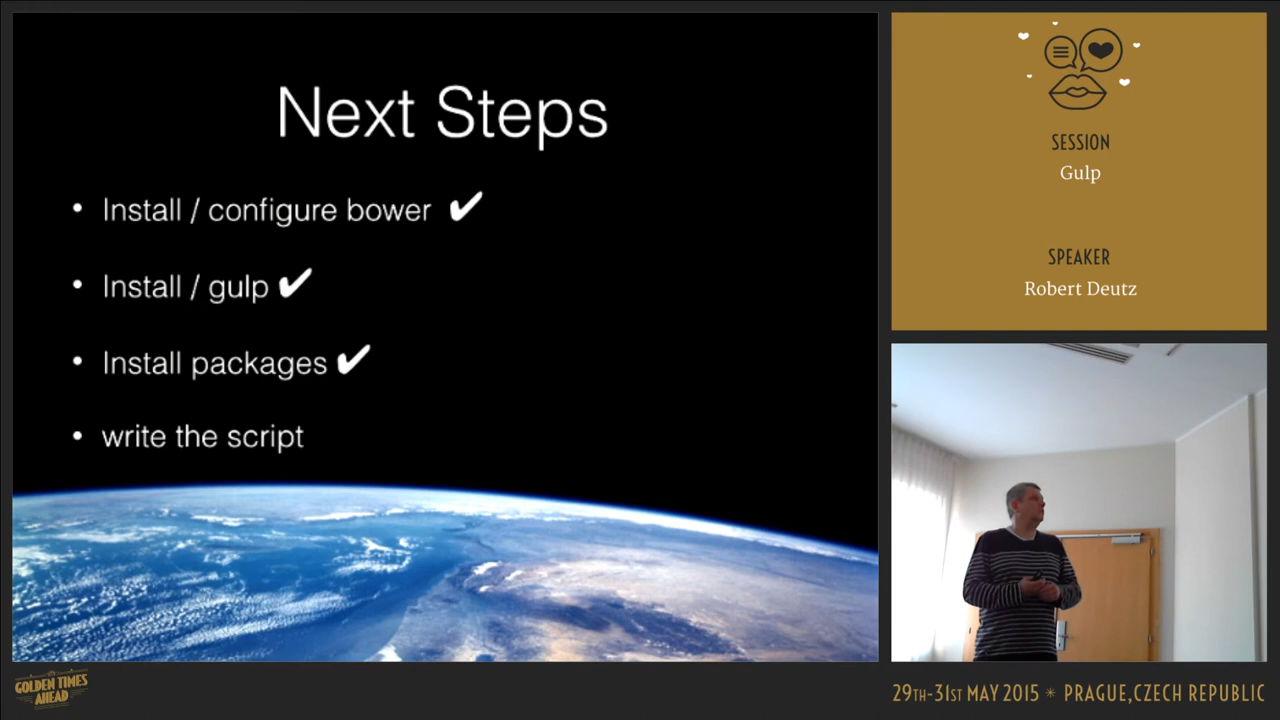 Next Steps
• Install / configure bower ✔
• Install / gulp ✔
• Install packages ✔
• write the script
SESSION
Gulp
SPEAKER
Robert Deutz
GOLDEN TIMES
AHEAD
29TH-31ST MAY 2015 * PRAGUE,CZECH REPUBLIC